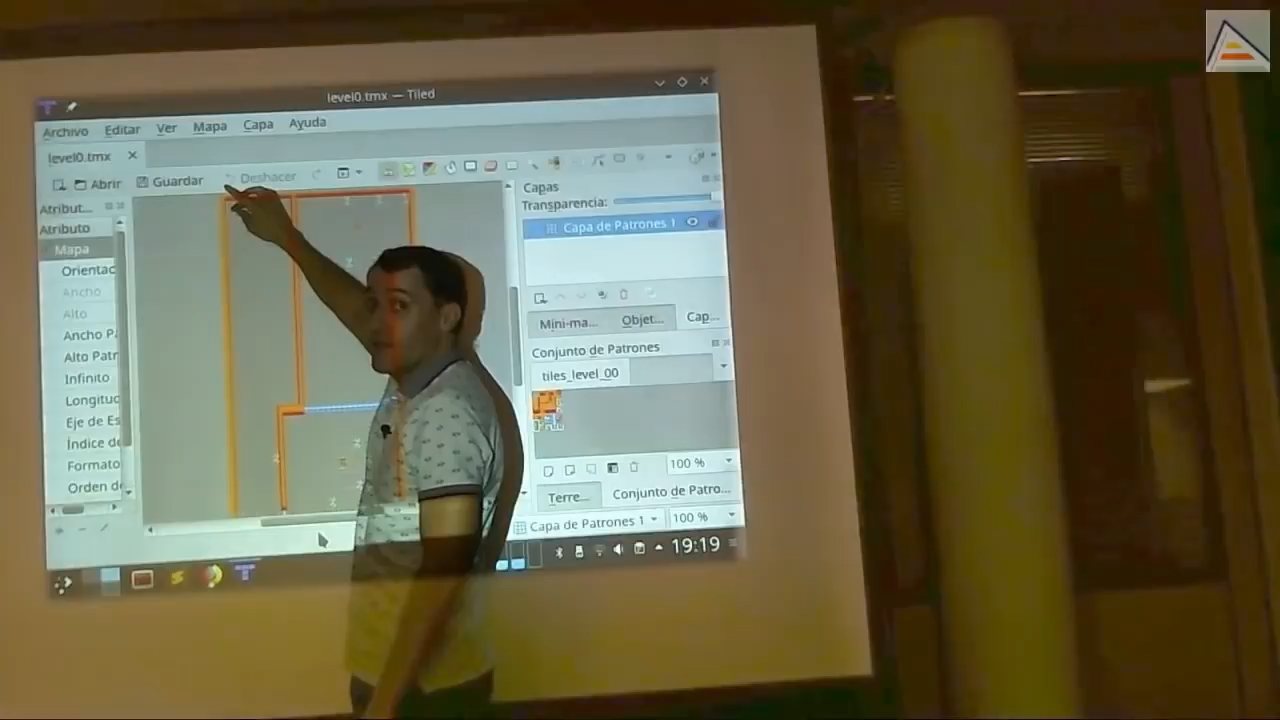 level0.tmx — Tiled
Archivo Editar Ver Mapa Capa Ayuda
level0.tmx
Abrir Guardar Deshacer
Atribut...
Atributo
Mapa
Orientac
Ancho
Alto
Ancho P
Alto Patr
Infinito
Longitud
Eje de Es
Índice de
Formato
Orden d
Capas
Transparencia:
Capa de Patrones 1
Mini-ma... Objet... Cap...
Conjunto de Patrones
tiles_level_00
100 %
Terre... Conjunto de Patro...
Capa de Patrones 1 100 %
19:19